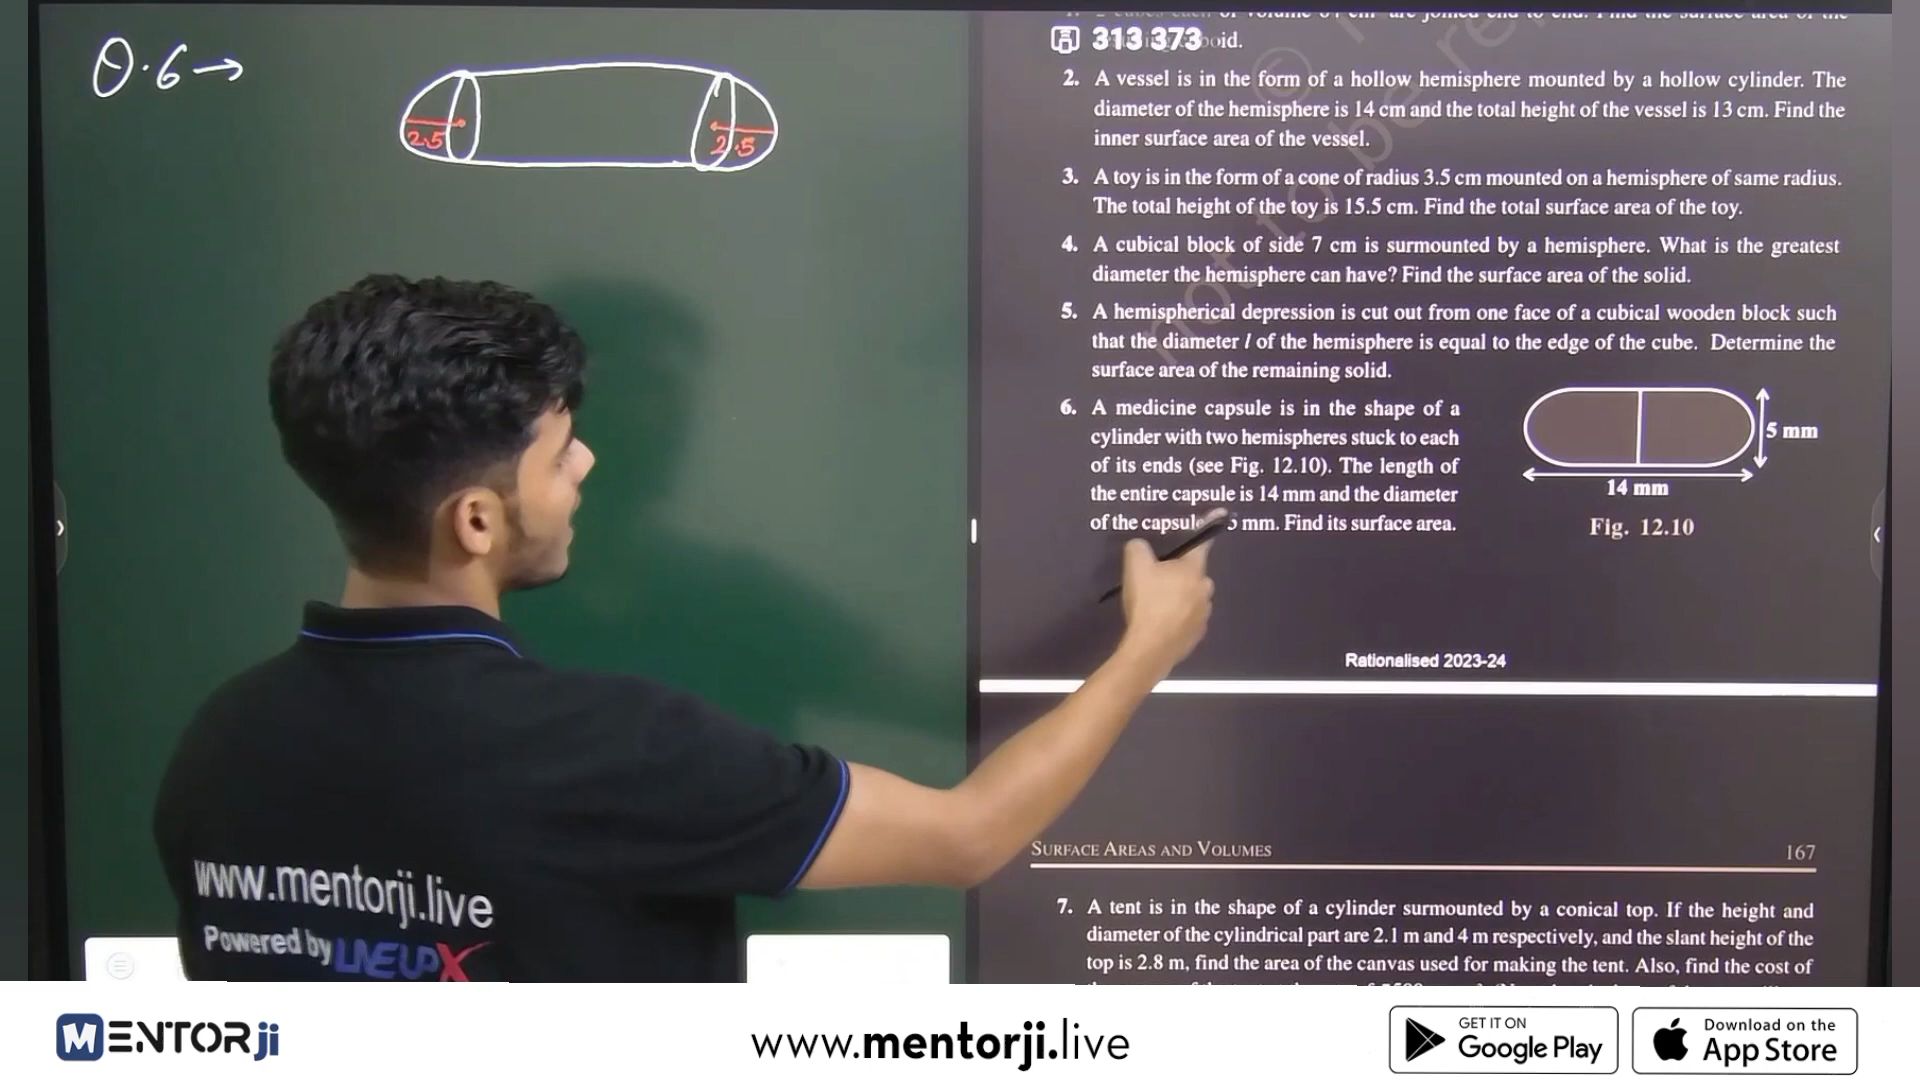 Q.6→
2.5
2.5
313 373 oid.
2. A vessel is in the form of a hollow hemisphere mounted by a hollow cylinder. The
diameter of the hemisphere is 14 cm and the total height of the vessel is 13 cm. Find the
inner surface area of the vessel.
3. A toy is in the form of a cone of radius 3.5 cm mounted on a hemisphere of same radius.
The total height of the toy is 15.5 cm. Find the total surface area of the toy.
4. A cubical block of side 7 cm is surmounted by a hemisphere. What is the greatest
diameter the hemisphere can have? Find the surface area of the solid.
5. A hemispherical depression is cut out from one face of a cubical wooden block such
that the diameter l of the hemisphere is equal to the edge of the cube. Determine the
surface area of the remaining solid.
6. A medicine capsule is in the shape of a
cylinder with two hemispheres stuck to each
of its ends (see Fig. 12.10). The length of
the entire capsule is 14 mm and the diameter
of the capsul 5 mm. Find its surface area.
5 mm
14 mm
Fig. 12.10
not to be re
Rationalised 2023-24
SURFACE AREAS AND VOLUMES 167
7. A tent is in the shape of a cylinder surmounted by a conical top. If the height and
diameter of the cylindrical part are 2.1 m and 4 m respectively, and the slant height of the
top is 2.8 m, find the area of the canvas used for making the tent. Also, find the cost of
www.mentorji.live
Powered by LIVEUPX
MENTORji
www.mentorji.live
GET IT ON
Google Play
Download on the
App Store